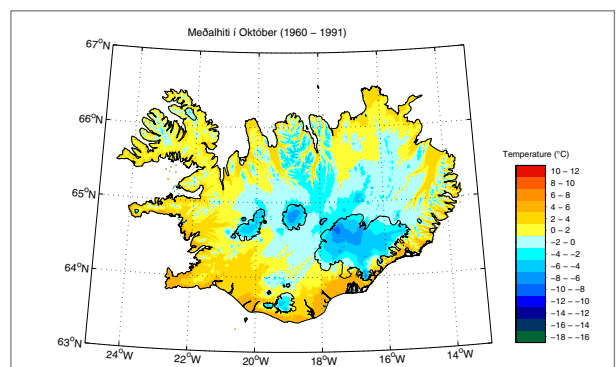 Meðalhiti í Október (1960 − 1991)
67°N
66°N
65°N
64°N
63°N
24°W
22°W
20°W
18°W
16°W
14°W
Temperature (°C)
10 − 12
8 − 10
6 − 8
4 − 6
2 − 4
0 − 2
−2 − 0
−4 − −2
−6 − −4
−8 − −6
−10 − −8
−12 − −10
−14 − −12
−16 − −14
−18 − −16